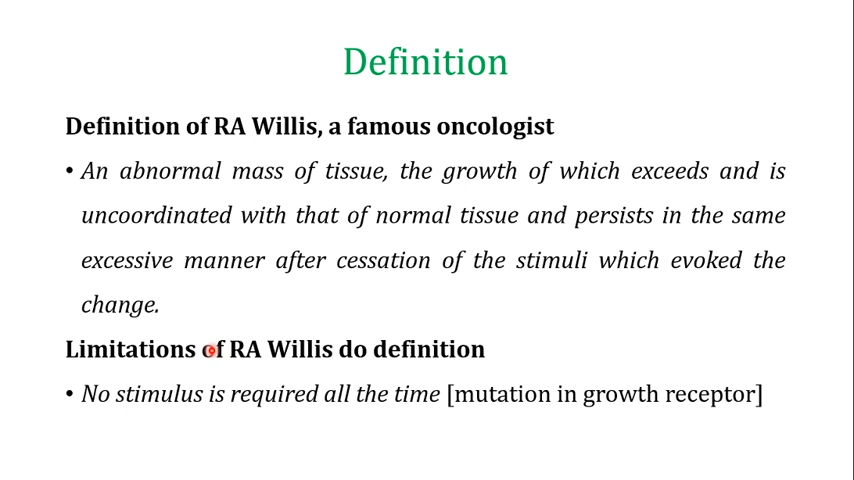 Definition
Definition of RA Willis, a famous oncologist
• An abnormal mass of tissue, the growth of which exceeds and is
uncoordinated with that of normal tissue and persists in the same
excessive manner after cessation of the stimuli which evoked the
change.
Limitations of RA Willis do definition
• No stimulus is required all the time [mutation in growth receptor]